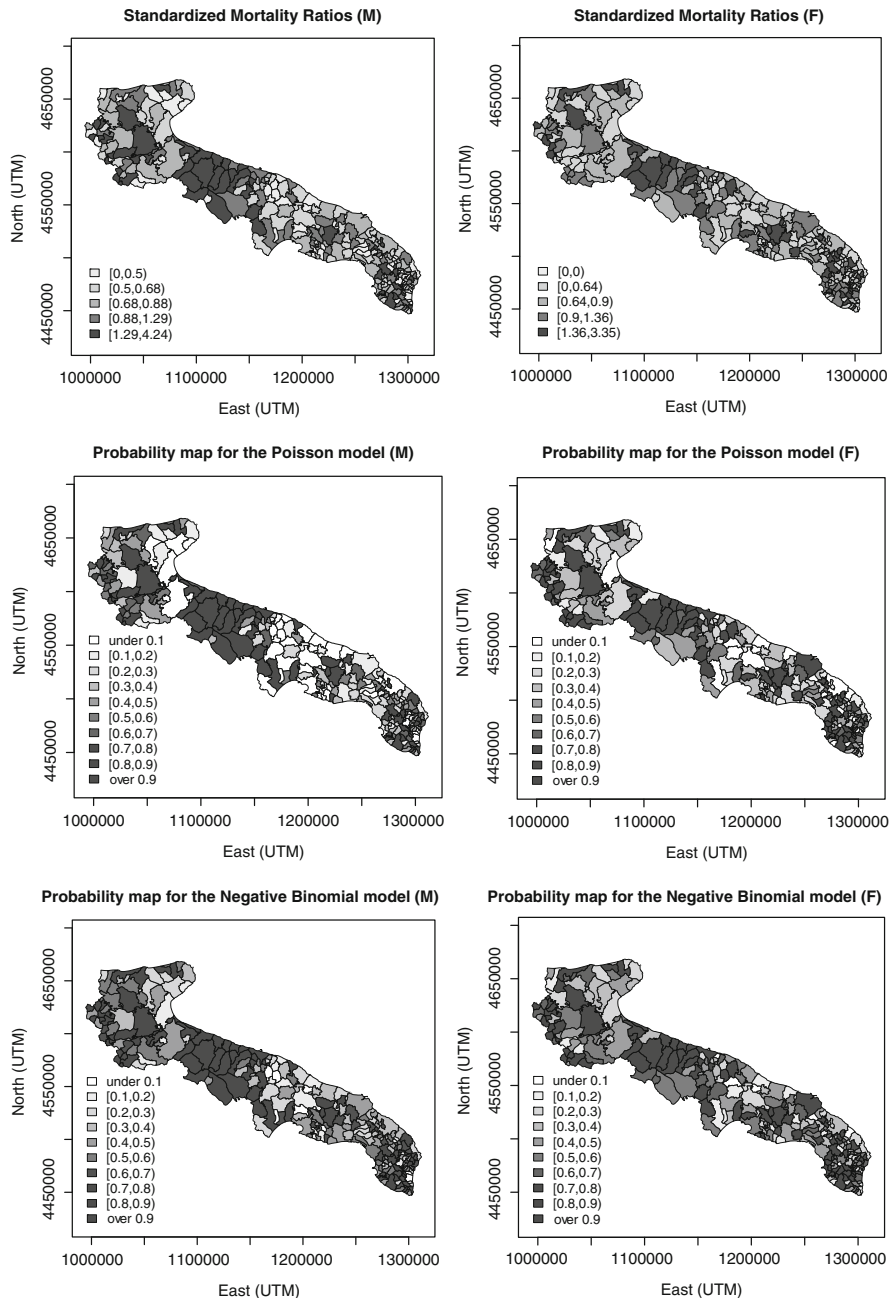 Standardized Mortality Ratios (M)
North (UTM)
4450000 4550000 4650000
[0,0.5)
[0.5,0.68)
[0.68,0.88)
[0.88,1.29)
[1.29,4.24)
1000000 1100000 1200000 1300000
East (UTM)
Standardized Mortality Ratios (F)
North (UTM)
4450000 4550000 4650000
[0,0)
[0,0.64)
[0.64,0.9)
[0.9,1.36)
[1.36,3.35)
1000000 1100000 1200000 1300000
East (UTM)
Probability map for the Poisson model (M)
North (UTM)
4450000 4550000 4650000
under 0.1
[0.1,0.2)
[0.2,0.3)
[0.3,0.4)
[0.4,0.5)
[0.5,0.6)
[0.6,0.7)
[0.7,0.8)
[0.8,0.9)
over 0.9
1000000 1100000 1200000 1300000
East (UTM)
Probability map for the Poisson model (F)
North (UTM)
4450000 4550000 4650000
under 0.1
[0.1,0.2)
[0.2,0.3)
[0.3,0.4)
[0.4,0.5)
[0.5,0.6)
[0.6,0.7)
[0.7,0.8)
[0.8,0.9)
over 0.9
1000000 1100000 1200000 1300000
East (UTM)
Probability map for the Negative Binomial model (M)
North (UTM)
4450000 4550000 4650000
under 0.1
[0.1,0.2)
[0.2,0.3)
[0.3,0.4)
[0.4,0.5)
[0.5,0.6)
[0.6,0.7)
[0.7,0.8)
[0.8,0.9)
over 0.9
1000000 1100000 1200000 1300000
East (UTM)
Probability map for the Negative Binomial model (F)
North (UTM)
4450000 4550000 4650000
under 0.1
[0.1,0.2)
[0.2,0.3)
[0.3,0.4)
[0.4,0.5)
[0.5,0.6)
[0.6,0.7)
[0.7,0.8)
[0.8,0.9)
over 0.9
1000000 1100000 1200000 1300000
East (UTM)